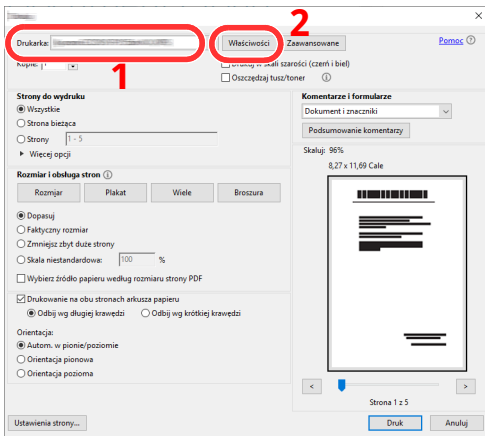 2
Drukarka:
Właściwości
Zaawansowane
Pomoc
Kopie: 1
1
Drukuj w skali szarości (czerń i biel)
Oszczędzaj tusz/toner
Strony do wydruku
Wszystkie
Strona bieżąca
Strony 1 - 5
Więcej opcji
Komentarze i formularze
Dokument i znaczniki
Podsumowanie komentarzy
Skaluj: 96%
8,27 x 11,69 Cale
Rozmiar i obsługa stron
Rozmiar Plakat Wiele Broszura
Dopasuj
Faktyczny rozmiar
Zmniejsz zbyt duże strony
Skala niestandardowa: 100 %
Wybierz źródło papieru według rozmiaru strony PDF
Drukowanie na obu stronach arkusza papieru
Odbij wg długiej krawędzi Odbij wg krótkiej krawędzi
Orientacja:
Autom. w pionie/poziomie
Orientacja pionowa
Orientacja pozioma
< >
Strona 1 z 5
Ustawienia strony...
Druk
Anuluj